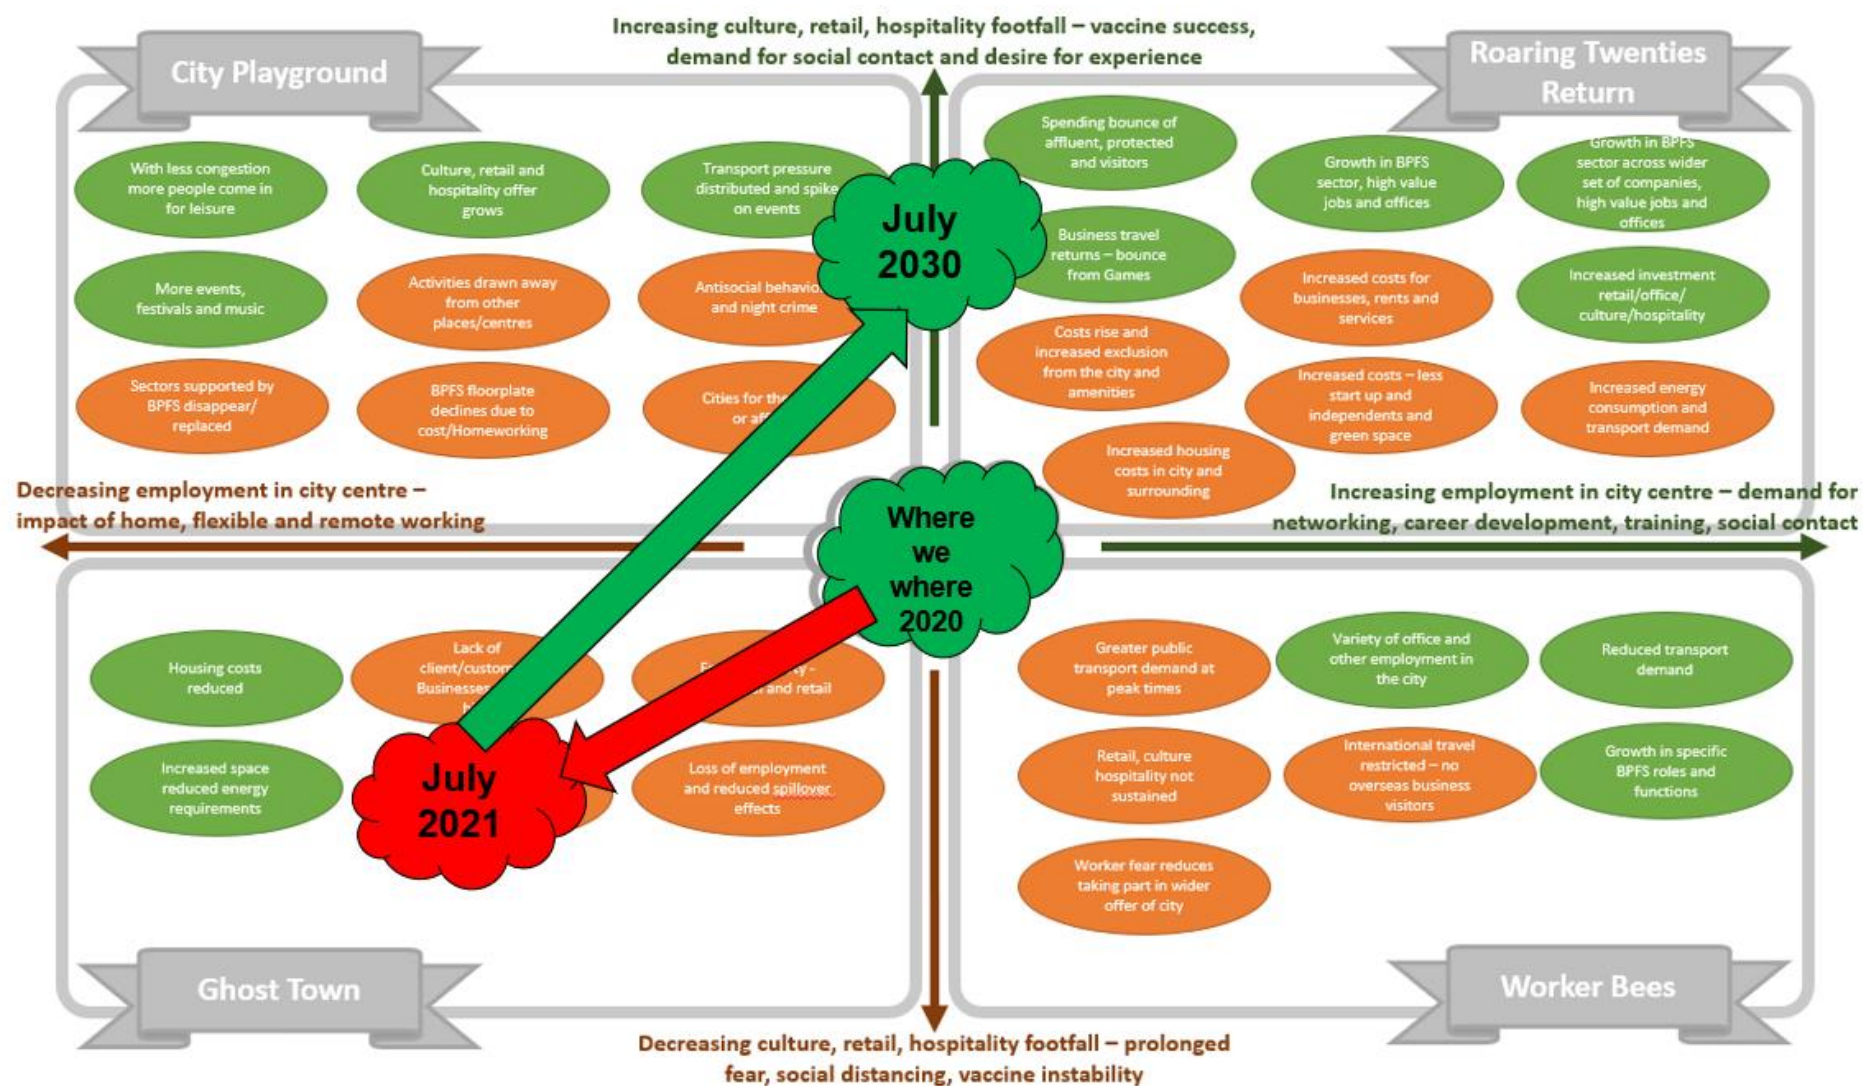 Increasing culture, retail, hospitality footfall – vaccine success,
demand for social contact and desire for experience
City Playground
Roaring Twenties
Return
With less congestion
more people come in
for leisure
Culture, retail and
hospitality offer
grows
Transport pressure
distributed and spike
on events
More events,
festivals and music
Activities drawn away
from other
places/centres
Antisocial
and night crime
Sectors supported by
BPFS disappear/
replaced
BPFS floorplate
declines due to
cost/Homeworking
Cities for
or
July
2030
Spending bounce of
affluent, protected
and visitors
Growth in BPFS
sector, high value
jobs and offices
Growth in BPFS
sector across wider
set of companies,
high value jobs and
offices
Business travel
returns – bounce
from Games
Increased costs for
businesses, rents and
services
Increased investment
retail/office/
culture/hospitality
Costs rise and
increased exclusion
from the city and
amenities
Increased costs – less
start up and
independents and
green space
Increased energy
consumption and
transport demand
Increased housing
costs in city and
surrounding
Decreasing employment in city centre –
impact of home, flexible and remote working
Where
we
where
2020
Increasing employment in city centre – demand for
networking, career development, training, social contact
Housing costs
reduced
Lack of
Businesses
and retail
Increased space
reduced energy
requirements
July
2021
Loss of employment
and reduced spillover
effects
Greater public
transport demand at
peak times
Variety of office and
other employment in
the city
Reduced transport
demand
Retail, culture
hospitality not
sustained
International travel
restricted – no
overseas business
visitors
Growth in specific
BPFS roles and
functions
Worker fear reduces
taking part in wider
offer of city
Ghost Town
Worker Bees
Decreasing culture, retail, hospitality footfall – prolonged
fear, social distancing, vaccine instability